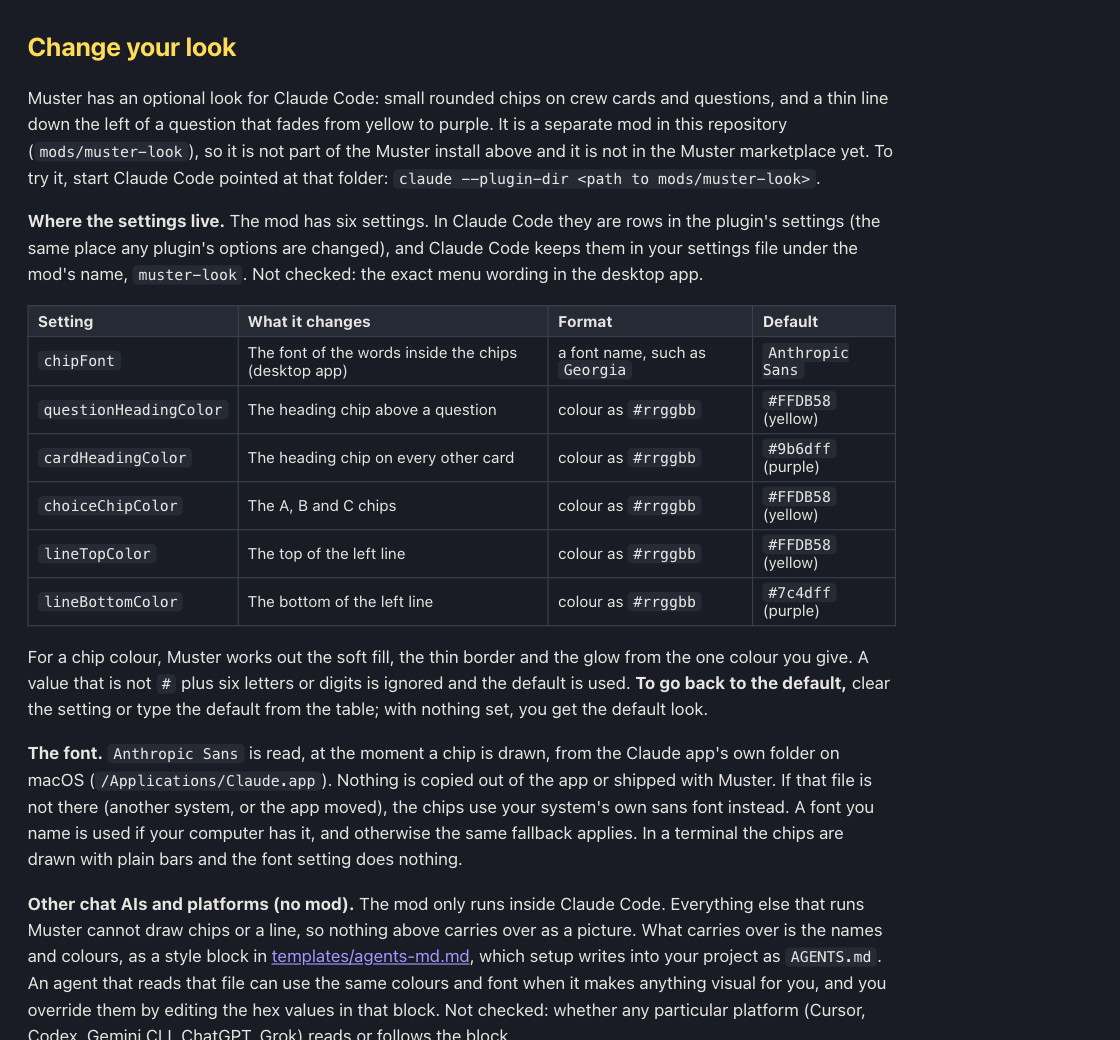 Change your look
Muster has an optional look for Claude Code: small rounded chips on crew cards and questions, and a thin line
down the left of a question that fades from yellow to purple. It is a separate mod in this repository
(mods/muster-look), so it is not part of the Muster install above and it is not in the Muster marketplace yet. To
try it, start Claude Code pointed at that folder: claude --plugin-dir <path to mods/muster-look>.
Where the settings live. The mod has six settings. In Claude Code they are rows in the plugin's settings (the
same place any plugin's options are changed), and Claude Code keeps them in your settings file under the
mod's name, muster-look. Not checked: the exact menu wording in the desktop app.
Setting What it changes Format Default
chipFont The font of the words inside the chips (desktop app) a font name, such as Georgia Anthropic Sans
questionHeadingColor The heading chip above a question colour as #rrggbb #FFDB58 (yellow)
cardHeadingColor The heading chip on every other card colour as #rrggbb #9b6dff (purple)
choiceChipColor The A, B and C chips colour as #rrggbb #FFDB58 (yellow)
lineTopColor The top of the left line colour as #rrggbb #FFDB58 (yellow)
lineBottomColor The bottom of the left line colour as #rrggbb #7c4dff (purple)
For a chip colour, Muster works out the soft fill, the thin border and the glow from the one colour you give. A
value that is not # plus six letters or digits is ignored and the default is used. To go back to the default, clear
the setting or type the default from the table; with nothing set, you get the default look.
The font. Anthropic Sans is read, at the moment a chip is drawn, from the Claude app's own folder on
macOS (/Applications/Claude.app). Nothing is copied out of the app or shipped with Muster. If that file is
not there (another system, or the app moved), the chips use your system's own sans font instead. A font you
name is used if your computer has it, and otherwise the same fallback applies. In a terminal the chips are
drawn with plain bars and the font setting does nothing.
Other chat AIs and platforms (no mod). The mod only runs inside Claude Code. Everything else that runs
Muster cannot draw chips or a line, so nothing above carries over as a picture. What carries over is the names
and colours, as a style block in templates/agents-md.md, which setup writes into your project as AGENTS.md.
An agent that reads that file can use the same colours and font when it makes anything visual for you, and you
override them by editing the hex values in that block. Not checked: whether any particular platform (Cursor,
Codex, Gemini CLI, ChatGPT, Grok) reads or follows the block.